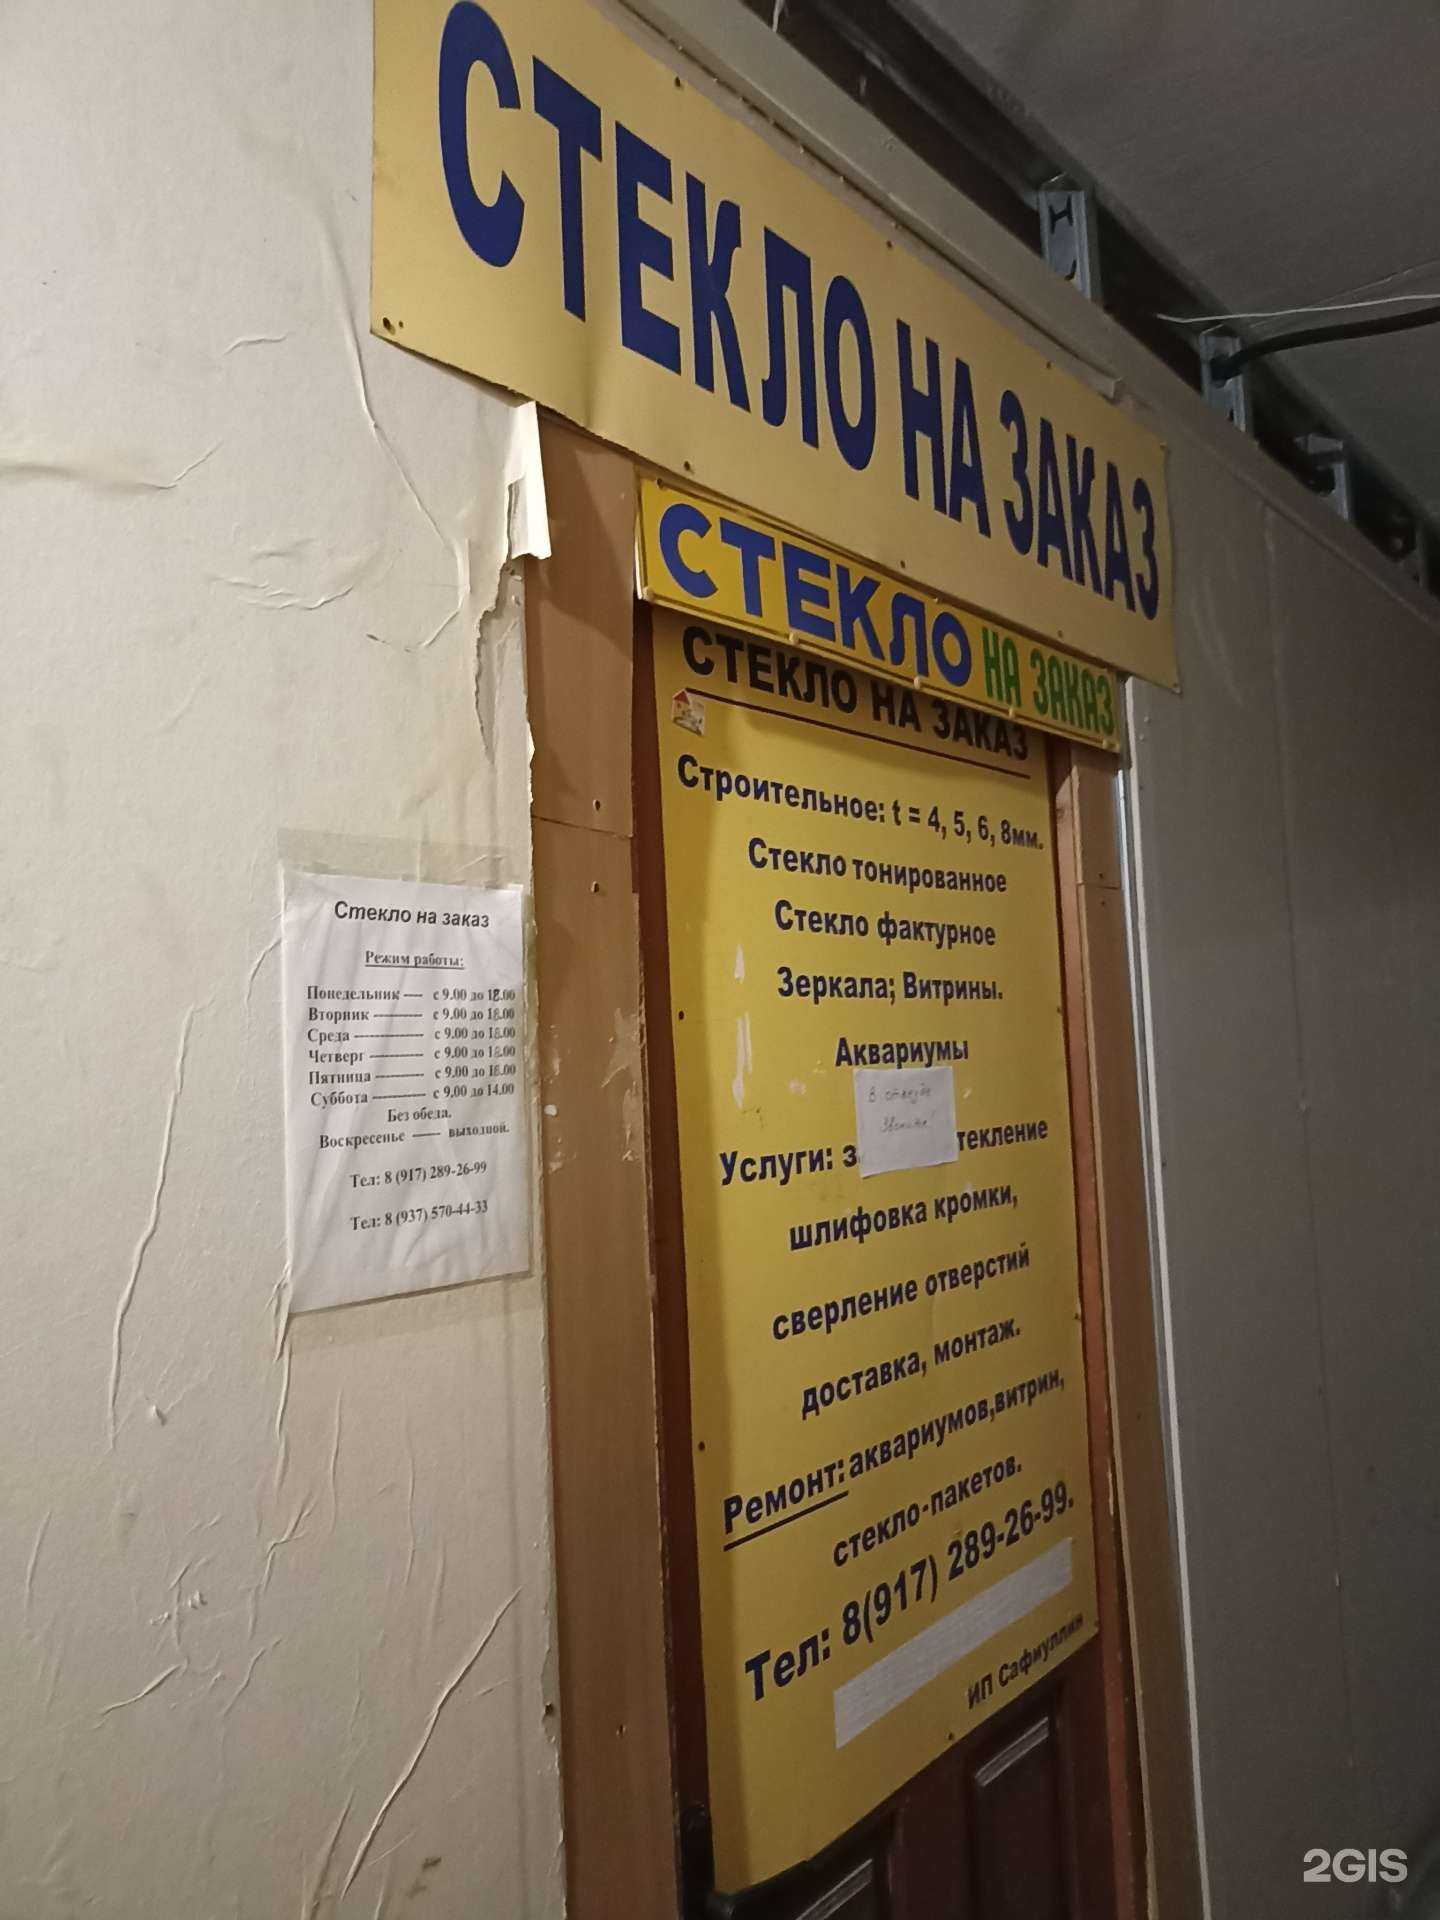 СТЕКЛО НА ЗАКАЗ
СТЕКЛО НА ЗАКАЗ
СТЕКЛО НА ЗАКАЗ
Строительное: t = 4, 5, 6, 8мм.
Стекло тонированное
Стекло фактурное
Зеркала; Витрины.
Аквариумы
В отъезде
Звоните!
Услуги: з текление
шлифовка кромки,
сверление отверстий
доставка, монтаж.
Ремонт: аквариумов,витрин,
стекло-пакетов.
Тел: 8(917) 289-26-99.
ИП Сафиуллин
Стекло на заказ
Режим работы:
Понедельник --- с 9.00 до 18.00
Вторник --------- с 9.00 до 18.00
Среда ------------- с 9.00 до 18.00
Четверг ---------- с 9.00 до 18.00
Пятница --------- с 9.00 до 18.00
Суббота ---------- с 9.00 до 14.00
Без обеда.
Воскресенье ----- выходной.
Тел: 8 (917) 289-26-99
Тел: 8 (937) 570-44-33
2GIS